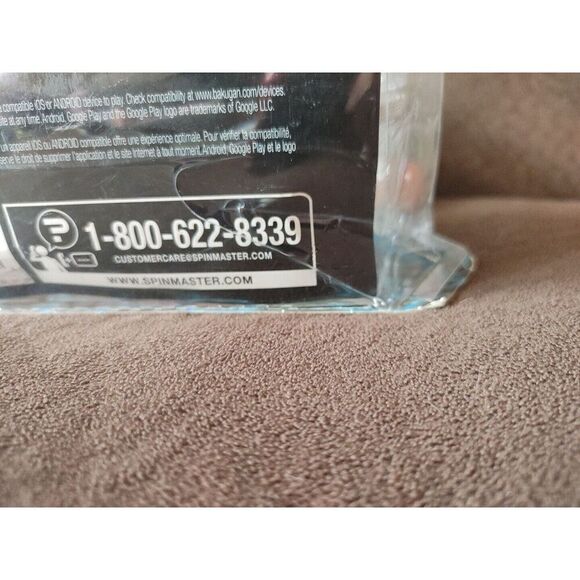 compatible iOS or ANDROID device to play. Check compatibility at www.bakugan.com/devices.
at any time. Android, Google Play and the Google Play logo are trademarks of Google LLC.
un appareil iOS ou ANDROID compatible offre une expérience optimale. Pour vérifier la compatibilité,
le droit de supprimer l'application et le site Internet à tout moment. Android, Google Play et le logo
?
1-800-622-8339
CUSTOMERCARE@SPINMASTER.COM
WWW.SPINMASTER.COM